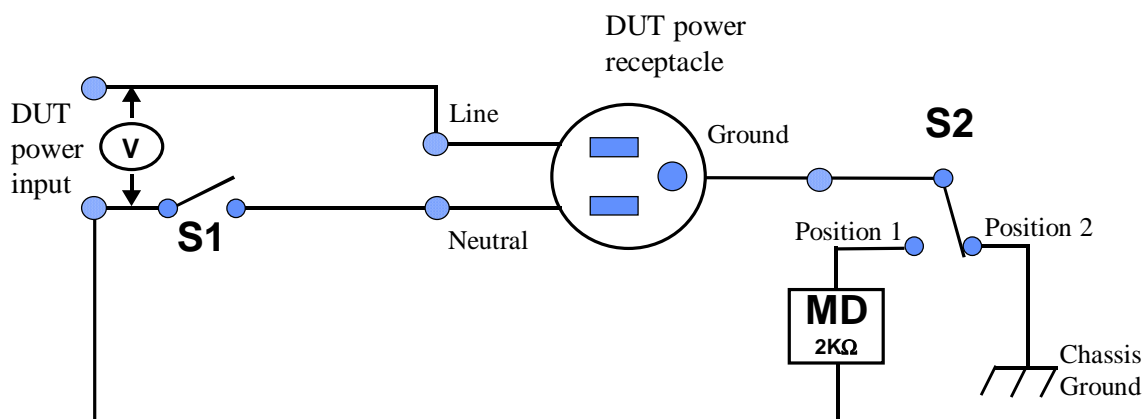 DUT power
receptacle
DUT
power
input
V
Line
Ground
S2
S1
Neutral
Position 1
Position 2
MD
2KΩ
Chassis
Ground